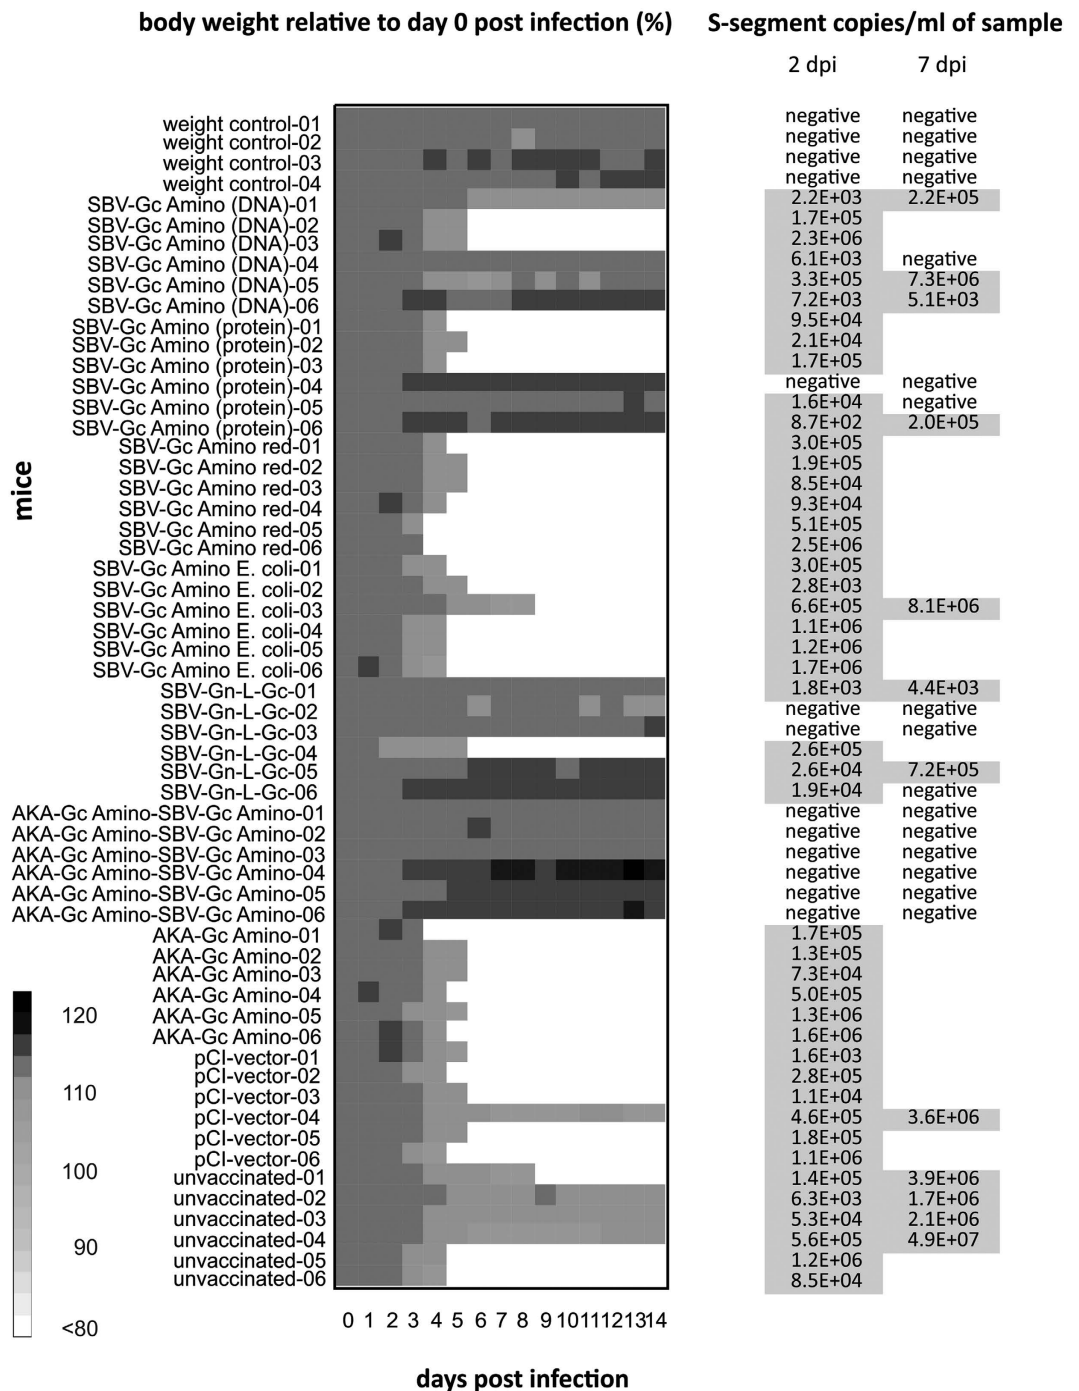 body weight relative to day 0 post infection (%) S-segment copies/ml of sample
2 dpi 7 dpi
weight control-01 negative negative
weight control-02 negative negative
weight control-03 negative negative
weight control-04 negative negative
SBV-Gc Amino (DNA)-01 2.2E+03 2.2E+05
SBV-Gc Amino (DNA)-02 1.7E+05
SBV-Gc Amino (DNA)-03 2.3E+06
SBV-Gc Amino (DNA)-04 6.1E+03 negative
SBV-Gc Amino (DNA)-05 3.3E+05 7.3E+06
SBV-Gc Amino (DNA)-06 7.2E+03 5.1E+03
SBV-Gc Amino (protein)-01 9.5E+04
SBV-Gc Amino (protein)-02 2.1E+04
SBV-Gc Amino (protein)-03 1.7E+05
SBV-Gc Amino (protein)-04 negative negative
SBV-Gc Amino (protein)-05 1.6E+04 negative
SBV-Gc Amino (protein)-06 8.7E+02 2.0E+05
SBV-Gc Amino red-01 3.0E+05
SBV-Gc Amino red-02 1.9E+05
SBV-Gc Amino red-03 8.5E+04
SBV-Gc Amino red-04 9.3E+04
SBV-Gc Amino red-05 5.1E+05
SBV-Gc Amino red-06 2.5E+06
SBV-Gc Amino E. coli-01 3.0E+05
SBV-Gc Amino E. coli-02 2.8E+03
SBV-Gc Amino E. coli-03 6.6E+05 8.1E+06
SBV-Gc Amino E. coli-04 1.1E+06
SBV-Gc Amino E. coli-05 1.2E+06
SBV-Gc Amino E. coli-06 1.7E+06
SBV-Gn-L-Gc-01 1.8E+03 4.4E+03
SBV-Gn-L-Gc-02 negative negative
SBV-Gn-L-Gc-03 negative negative
SBV-Gn-L-Gc-04 2.6E+05
SBV-Gn-L-Gc-05 2.6E+04 7.2E+05
SBV-Gn-L-Gc-06 1.9E+04 negative
AKA-Gc Amino-SBV-Gc Amino-01 negative negative
AKA-Gc Amino-SBV-Gc Amino-02 negative negative
AKA-Gc Amino-SBV-Gc Amino-03 negative negative
AKA-Gc Amino-SBV-Gc Amino-04 negative negative
AKA-Gc Amino-SBV-Gc Amino-05 negative negative
AKA-Gc Amino-SBV-Gc Amino-06 negative negative
AKA-Gc Amino-01 1.7E+05
AKA-Gc Amino-02 1.3E+05
AKA-Gc Amino-03 7.3E+04
AKA-Gc Amino-04 5.0E+05
AKA-Gc Amino-05 1.3E+06
AKA-Gc Amino-06 1.6E+06
pCI-vector-01 1.6E+03
pCI-vector-02 2.8E+05
pCI-vector-03 1.1E+04
pCI-vector-04 4.6E+05 3.6E+06
pCI-vector-05 1.8E+05
pCI-vector-06 1.1E+06
unvaccinated-01 1.4E+05 3.9E+06
unvaccinated-02 6.3E+03 1.7E+06
unvaccinated-03 5.3E+04 2.1E+06
unvaccinated-04 5.6E+05 4.9E+07
unvaccinated-05 1.2E+06
unvaccinated-06 8.5E+04
mice
120
110
100
90
<80
0 1 2 3 4 5 6 7 8 9 10 11 12 13 14
days post infection